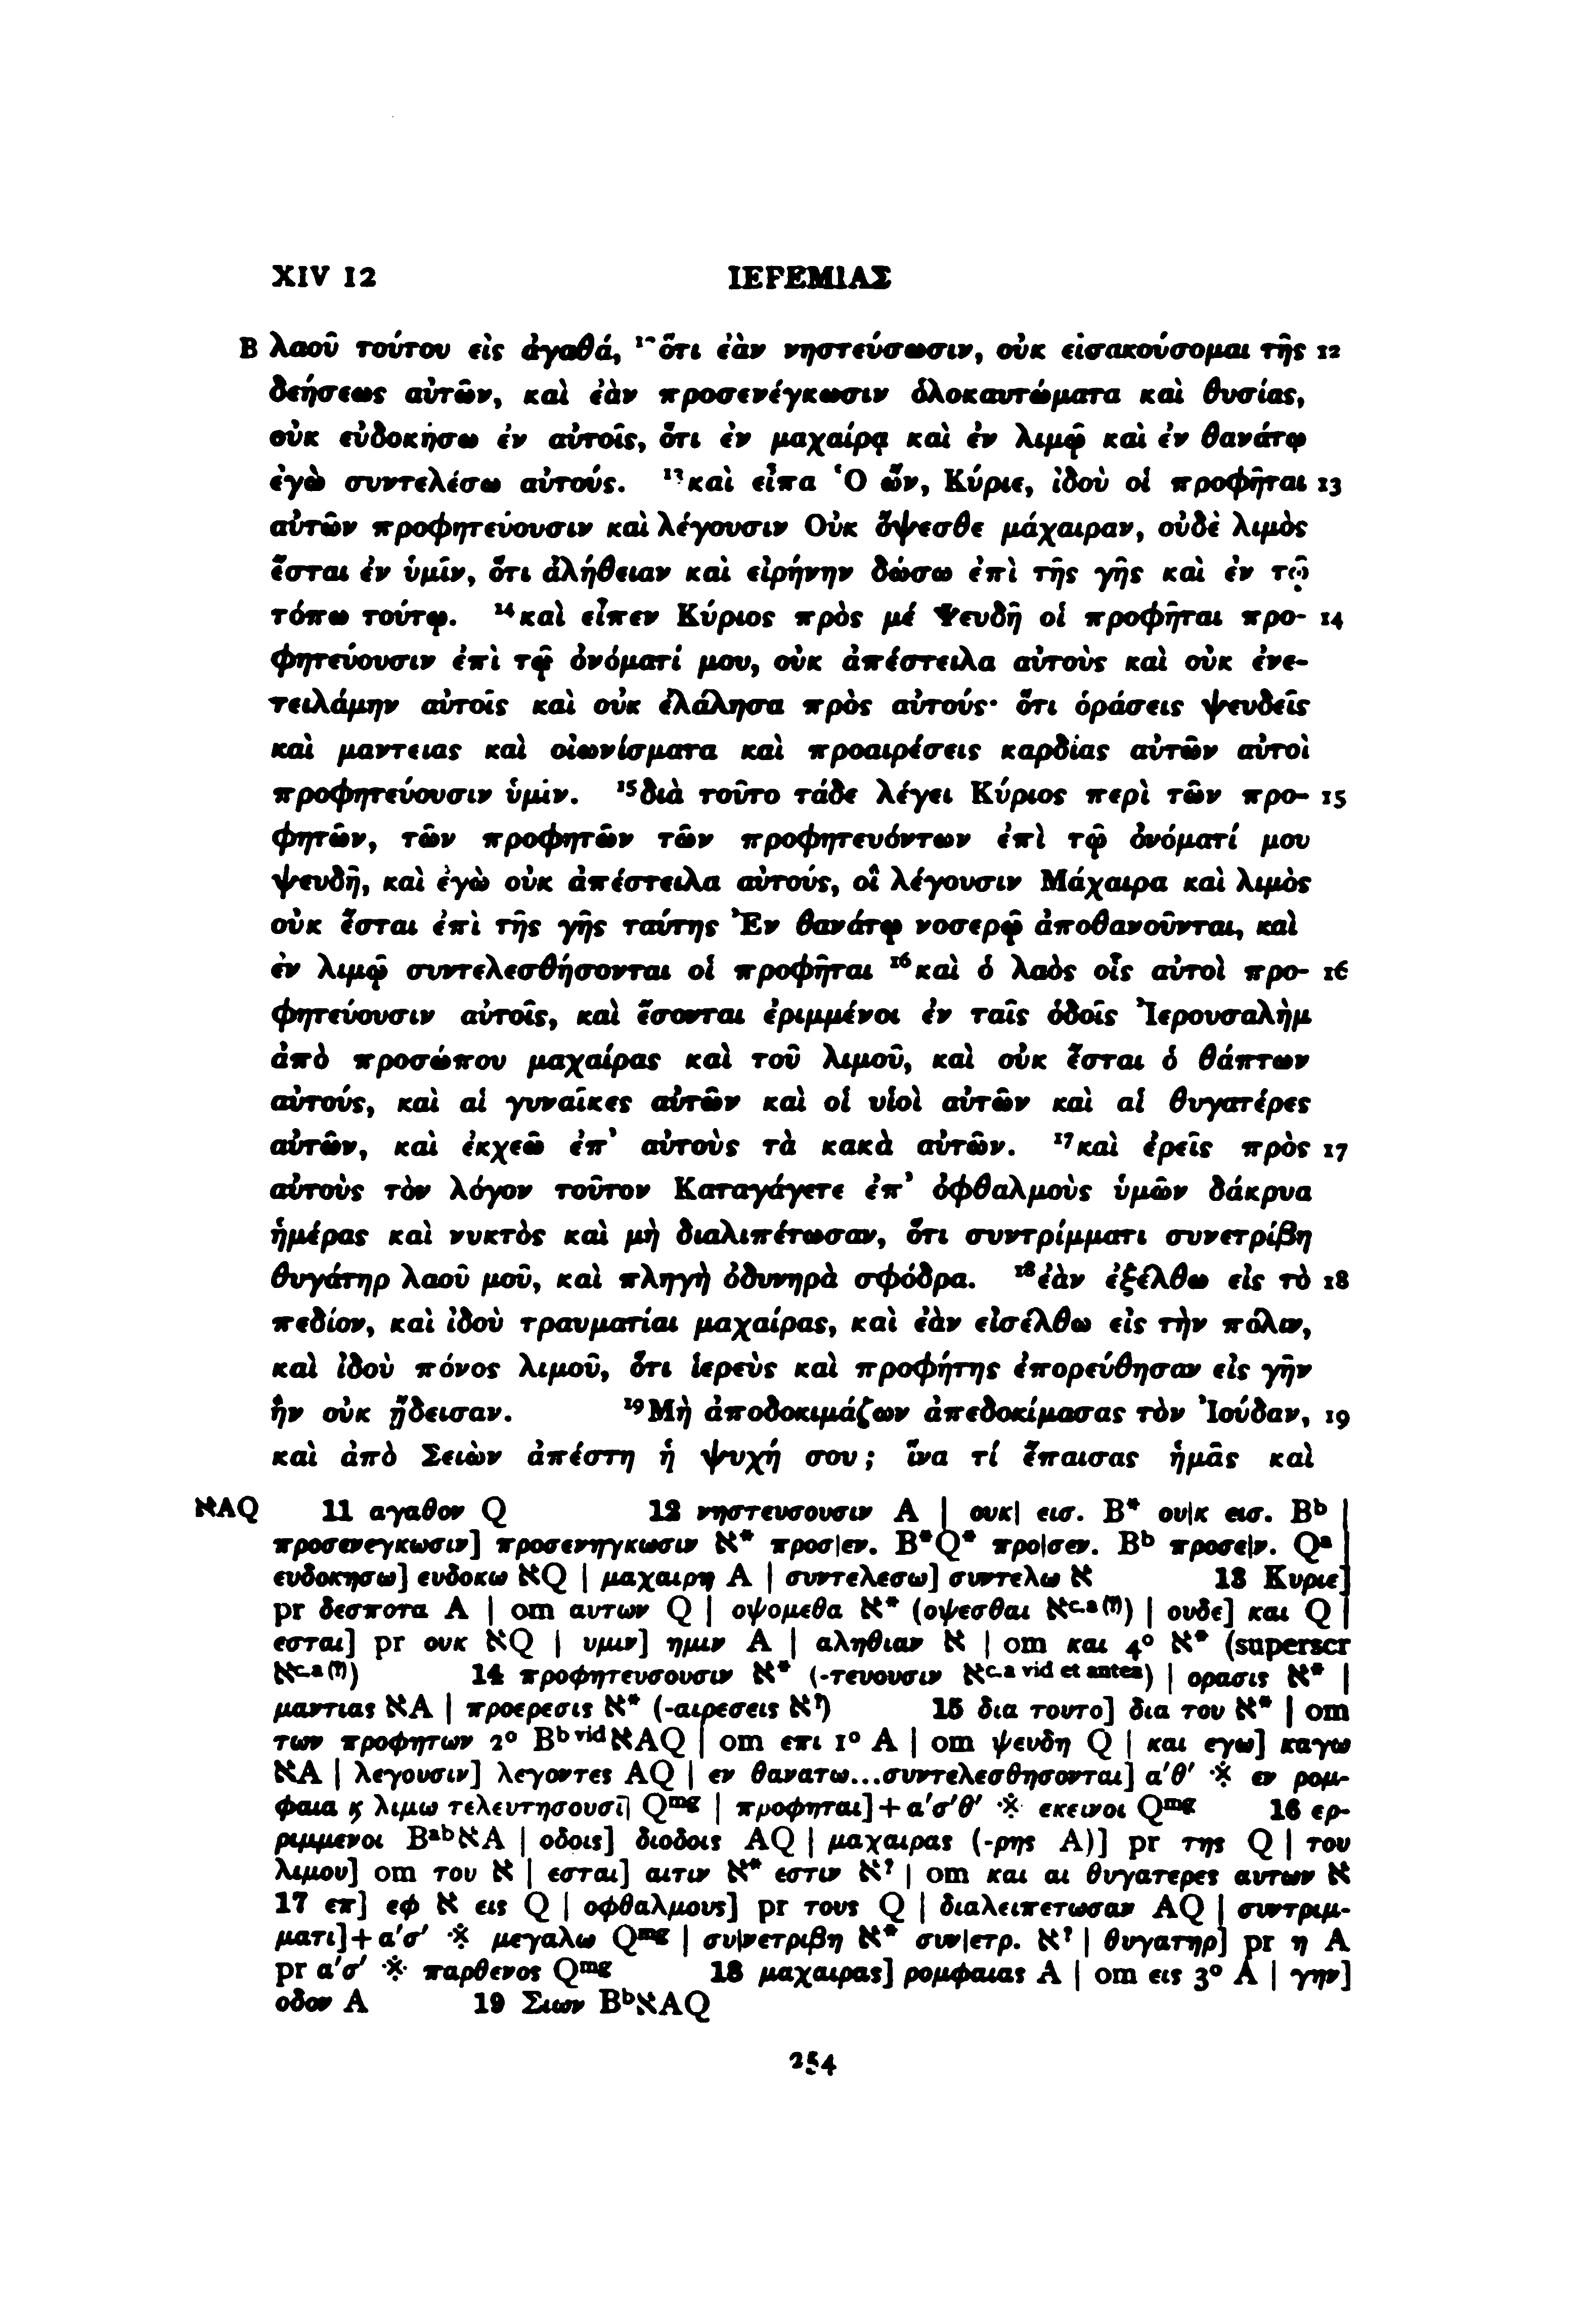 XIV 12 ΙΕΡΕΜΙΑΣ
B λαοῦ τούτου εἰς ἀγαθά, ¹²ὅτι ἐὰν νηστεύσωσιν, οὐκ εἰσακούσομαι τῆς 12
δεήσεως αὐτῶν, καὶ ἐὰν προσενέγκωσιν ὁλοκαυτώματα καὶ θυσίας,
οὐκ εὐδοκήσω ἐν αὐτοῖς, ὅτι ἐν μαχαίρᾳ καὶ ἐν λιμῷ καὶ ἐν θανάτῳ
ἐγὼ συντελέσω αὐτούς. ¹³καὶ εἶπα Ὁ ὤν, Κύριε, ἰδοὺ οἱ προφῆται 13
αὐτῶν προφητεύουσιν καὶ λέγουσιν Οὐκ ὄψεσθε μάχαιραν, οὐδὲ λιμὸς
ἔσται ἐν ὑμῖν, ὅτι ἀλήθειαν καὶ εἰρήνην δώσω ἐπὶ τῆς γῆς καὶ ἐν τῷ
τόπω τούτῳ. ¹⁴καὶ εἶπεν Κύριος πρὸς μέ Ψευδῆ οἱ προφῆται προ- 14
φητεύουσιν ἐπὶ τῷ ὀνόματί μου, οὐκ ἀπέστειλα αὐτοὺς καὶ οὐκ ἐνε-
τειλάμην αὐτοῖς καὶ οὐκ ἐλάλησα πρὸς αὐτούς· ὅτι ὁράσεις ψευδεῖς
καὶ μαντειας καὶ οἰωνίσματα καὶ προαιρέσεις καρδίας αὐτῶν αὐτοὶ
προφητεύουσιν ὑμῖν. ¹⁵διὰ τοῦτο τάδε λέγει Κύριος περὶ τῶν προ- 15
φητῶν, τῶν προφητῶν τῶν προφητευόντων ἐπὶ τῷ ὀνόματί μου
ψευδῆ, καὶ ἐγὼ οὐκ ἀπέστειλα αὐτούς, οἳ λέγουσιν Μάχαιρα καὶ λιμὸς
οὐκ ἔσται ἐπὶ τῆς γῆς ταύτης Ἐν θανάτῳ νοσερῷ ἀποθανοῦνται, καὶ
ἐν λιμῷ συντελεσθήσονται οἱ προφῆται ¹⁶καὶ ὁ λαὸς οἷς αὐτοὶ προ- 16
φητεύουσιν αὐτοῖς, καὶ ἔσονται ἐριμμένοι ἐν ταῖς ὁδοῖς Ἰερουσαλὴμ
ἀπὸ προσώπου μαχαίρας καὶ τοῦ λιμοῦ, καὶ οὐκ ἔσται ὁ θάπτων
αὐτούς, καὶ αἱ γυναῖκες αὐτῶν καὶ οἱ υἱοὶ αὐτῶν καὶ αἱ θυγατέρες
αὐτῶν, καὶ ἐκχεῶ ἐπ᾽ αὐτοὺς τὰ κακὰ αὐτῶν. ¹⁷καὶ ἐρεῖς πρὸς 17
αὐτοὺς τὸν λόγον τοῦτον Καταγάγετε ἐπ᾽ ὀφθαλμοὺς ὑμῶν δάκρυα
ἡμέρας καὶ νυκτὸς καὶ μὴ διαλιπέτωσαν, ὅτι συντρίμματι συνετρίβη
θυγάτηρ λαοῦ μοῦ, καὶ πληγῇ ὀδυνηρὰ σφόδρα. ¹⁸ἐὰν ἐξέλθω εἰς τὸ 18
πεδίον, καὶ ἰδοὺ τραυματίαι μαχαίρας, καὶ ἐὰν εἰσέλθω εἰς τὴν πόλιν,
καὶ ἰδοὺ πόνος λιμοῦ, ὅτι ἱερεὺς καὶ προφήτης ἐπορεύθησαν εἰς γῆν
ἣν οὐκ ᾔδεισαν. ¹⁹Μὴ ἀποδοκιμάζων ἀπεδοκίμασας τὸν Ἰούδαν, 19
καὶ ἀπὸ Σειὼν ἀπέστη ἡ ψυχή σου; ἵνα τί ἔπαισας ἡμᾶς καὶ
ℵAQ 11 αγαθον Q 12 νηστευσουσιν A | ουκ| εισ. B* ου|κ εισ. Bᵇ |
προσενεγκωσιν] προσενηγκωσιν ℵ* προσ|εν. B*Q* προ|σεν. Bᵇ προσε|ν. Qᵃ |
ευδοκησω] ευδοκω ℵQ | μαχαιρη A | συντελεσω] συντελω ℵ 13 Κυριε]
pr δεσποτα A | om αυτων Q | οψομεθα ℵ* (οψεσθαι ℵᶜ·ᵃ⁽?⁾) | ουδε] και Q |
εσται] pr ουκ ℵQ | υμιν] ημιν A | αληθιαν ℵ | om και 4° ℵ* (superscr
ℵᶜ·ᵃ⁽?⁾) 14 προφητευσουσιν ℵ* (-τευουσιν ℵᶜ·ᵃ ᵛⁱᵈ ᵉᵗ ᵃⁿᵗᵉᵃ) | ορασις ℵ* |
μαντιας ℵA | προερεσις ℵ* (-αιρεσεις ℵ?) 15 δια τουτο] δια του ℵ* | om
των προφητων 2° Bᵇ ᵛⁱᵈℵAQ | om επι 1° A | om ψευδη Q | και εγω] καγω
ℵA | λεγουσιν] λεγοντες AQ | εν θανατω...συντελεσθησονται] α′θ′ ※ εν ρομ-
φαια ϗ λιμω τελευτησουσῑ| Qᵐᵍ | προφηται]+α′σ′θ′ ※ εκεινοι Qᵐᵍ 16 ερ-
ριμμενοι Bᵃᵇℵ A | οδοις] διοδοις AQ | μαχαιρας (-ρης A)] pr της Q | του
λιμου] om του ℵ | εσται] αιτιν ℵ* εστιν ℵ? | om και αι θυγατερες αυτων ℵ
17 επ] εφ ℵ εις Q | οφθαλμους] pr τους Q | διαλειπετωσαν AQ | συντριμ-
ματι]+α′σ′ ※ μεγαλω Qᵐᵍ | συ|νετριβη ℵ* συν|ετρ. ℵ? | θυγατηρ] pr η A
pr α′σ′ ※ παρθενος Qᵐᵍ 18 μαχαιρας] ρομφαιας A | om εις 3° A | γην]
οδον A 19 Σιων BᵇℵAQ
254